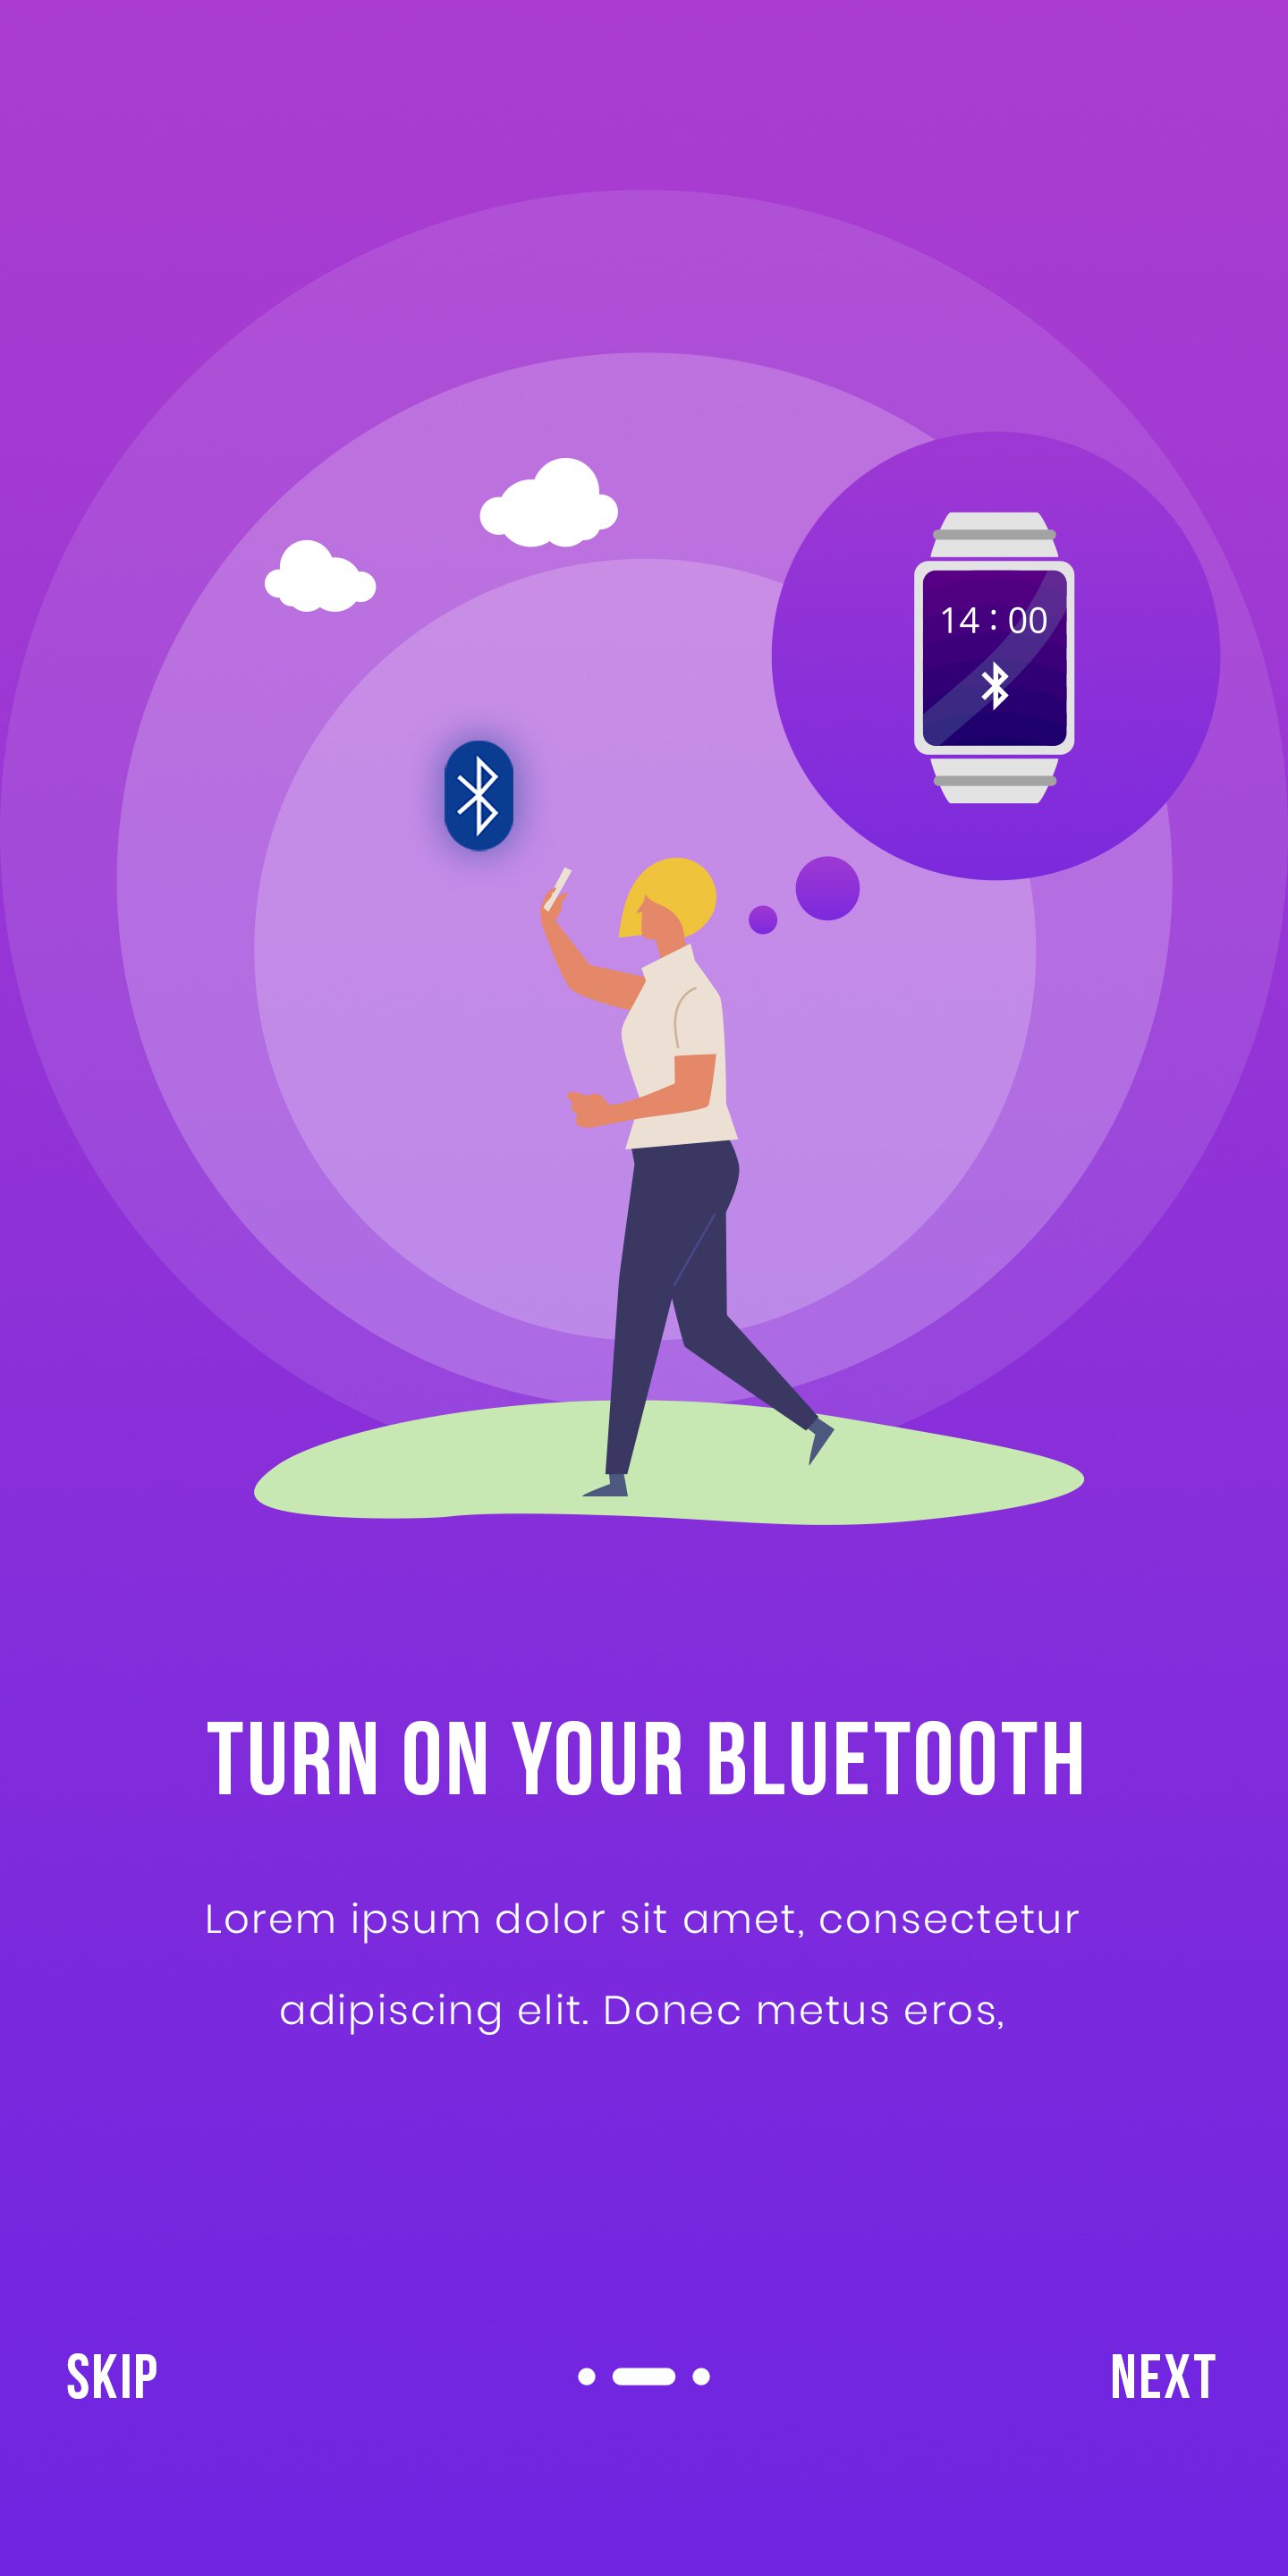 14 : 00
TURN ON YOUR BLUETOOTH
Lorem ipsum dolor sit amet, consectetur
adipiscing elit. Donec metus eros,
SKIP
NEXT